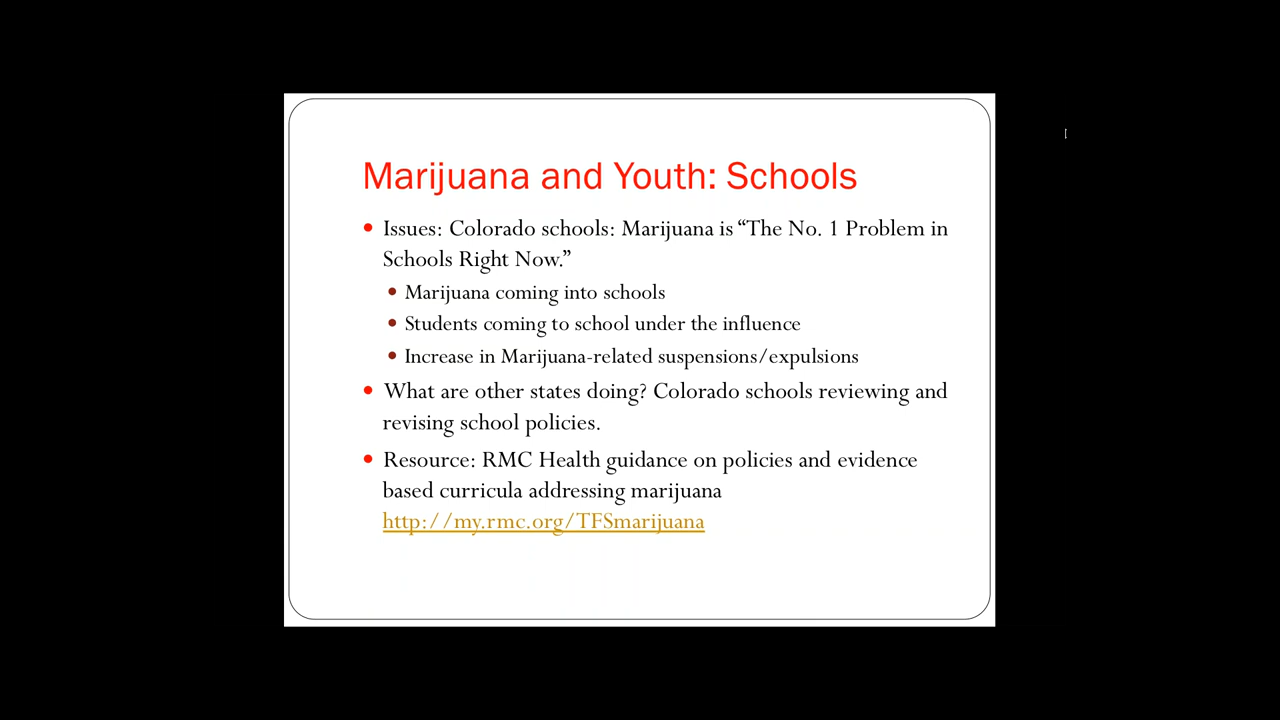 Marijuana and Youth: Schools
• Issues: Colorado schools: Marijuana is “The No. 1 Problem in
Schools Right Now.”
• Marijuana coming into schools
• Students coming to school under the influence
• Increase in Marijuana-related suspensions/expulsions
• What are other states doing? Colorado schools reviewing and
revising school policies.
• Resource: RMC Health guidance on policies and evidence
based curricula addressing marijuana
http://my.rmc.org/TFSmarijuana